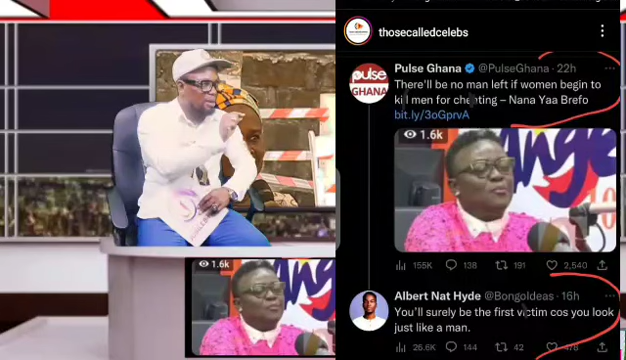 thosecalledcelebs
Pulse Ghana @PulseGhana · 22h
There'll be no man left if women begin to
kill men for cheating – Nana Yaa Brefo
bit.ly/3oGprvA
pulse
GHANA
1.6k
155K 138 191 2,540
Albert Nat Hyde @BongoIdeas · 16h
You'll surely be the first victim cos you look
just like a man.
26.6K 144 42
1.6k